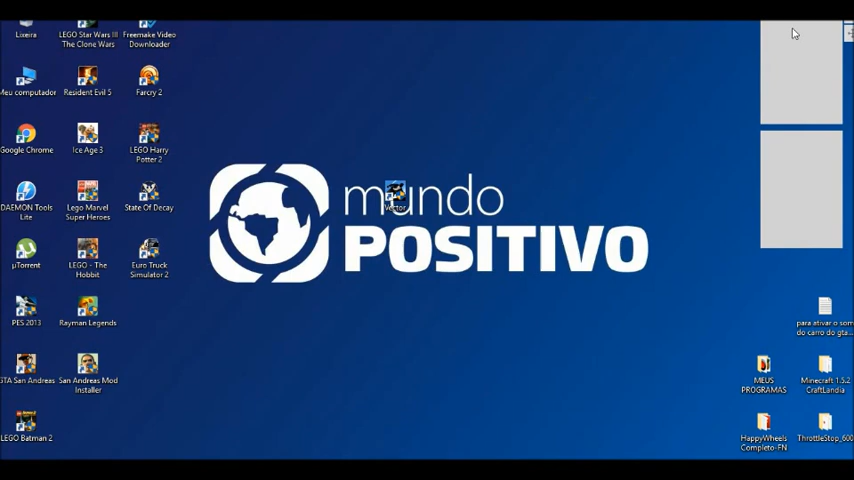 Lixeira
LEGO Star Wars III
The Clone Wars
Freemake Video
Downloader
Meu computador
Resident Evil 5
Farcry 2
Google Chrome
Ice Age 3
LEGO Harry
Potter 2
DAEMON Tools
Lite
Lego Marvel
Super Heroes
State Of Decay
µTorrent
LEGO - The
Hobbit
Euro Truck
Simulator 2
PES 2013
Rayman Legends
GTA San Andreas
San Andreas Mod
Installer
LEGO Batman 2
mundo
POSITIVO
Vector
para ativar o som
do carro do gta...
MEUS
PROGRAMAS
Minecraft 1.5.2
CraftLandia
HappyWheels
Completo-FN
ThrottleStop_600